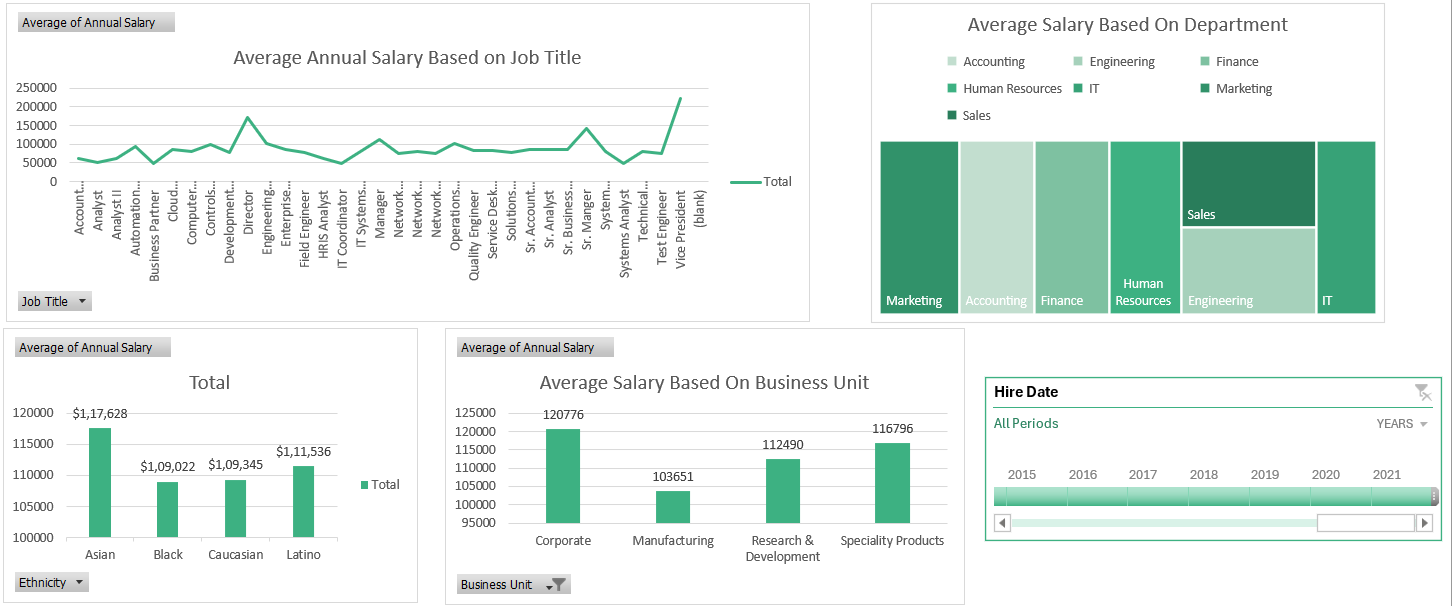 Average of Annual Salary
Average Annual Salary Based on Job Title
250000
200000
150000
100000
50000
0
Account...
Analyst
Analyst II
Automation...
Business Partner
Cloud...
Computer...
Controls...
Development...
Director
Engineering...
Enterprise...
Field Engineer
HRIS Analyst
IT Coordinator
IT Systems...
Manager
Network...
Network...
Network...
Operations...
Quality Engineer
Service Desk...
Solutions...
Sr. Account...
Sr. Analyst
Sr. Business...
Sr. Manger
System...
Systems Analyst
Technical...
Test Engineer
Vice President
(blank)
Total
Job Title
Average Salary Based On Department
Accounting Engineering Finance
Human Resources IT Marketing
Sales
Marketing
Accounting
Finance
Human
Resources
Sales
Engineering
IT
Average of Annual Salary
Total
120000
115000
110000
105000
100000
$1,17,628
$1,09,022
$1,09,345
$1,11,536
Asian Black Caucasian Latino
Total
Ethnicity
Average of Annual Salary
Average Salary Based On Business Unit
125000
120000
115000
110000
105000
100000
95000
120776
103651
112490
116796
Corporate
Manufacturing
Research &
Development
Speciality Products
Business Unit
Hire Date
All Periods YEARS
2015 2016 2017 2018 2019 2020 2021